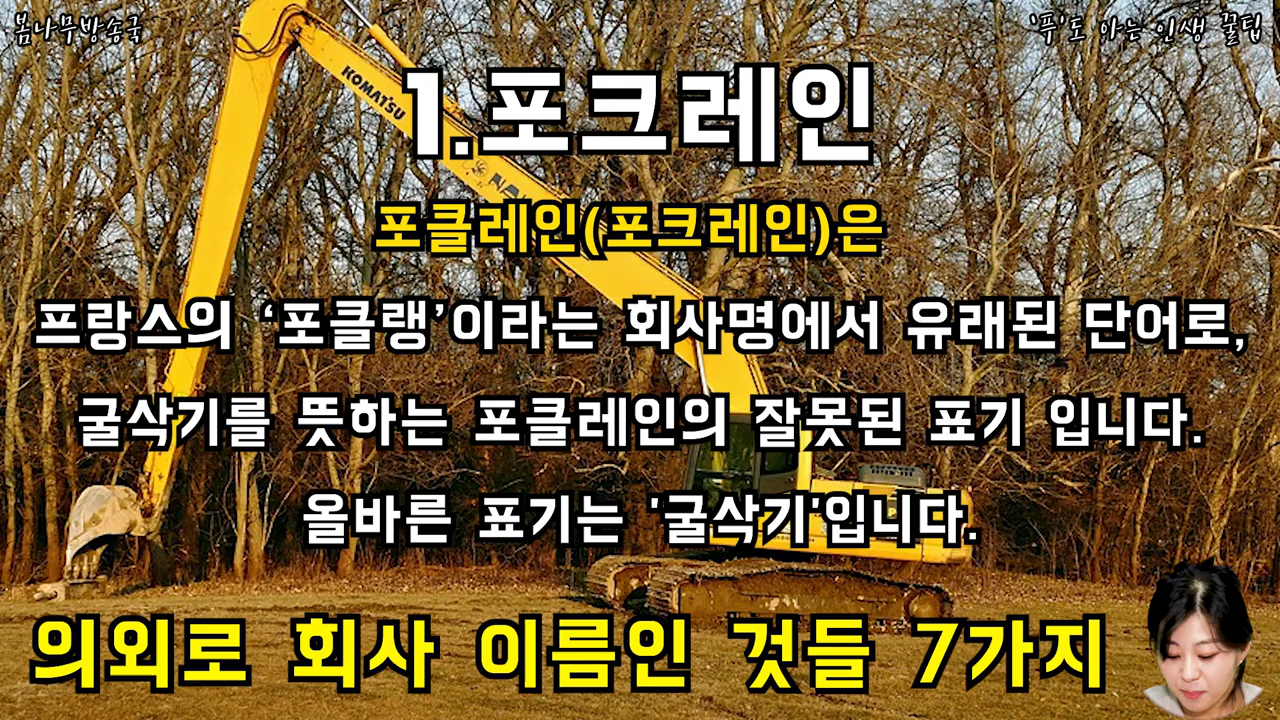 봄나무방송국
'푸'도 아는 인생 꿀팁
KOMATSU
1.포크레인
포클레인(포크레인)은
프랑스의 ‘포클랭’이라는 회사명에서 유래된 단어로,
굴삭기를 뜻하는 포클레인의 잘못된 표기 입니다.
올바른 표기는 '굴삭기'입니다.
의외로 회사 이름인 것들 7가지